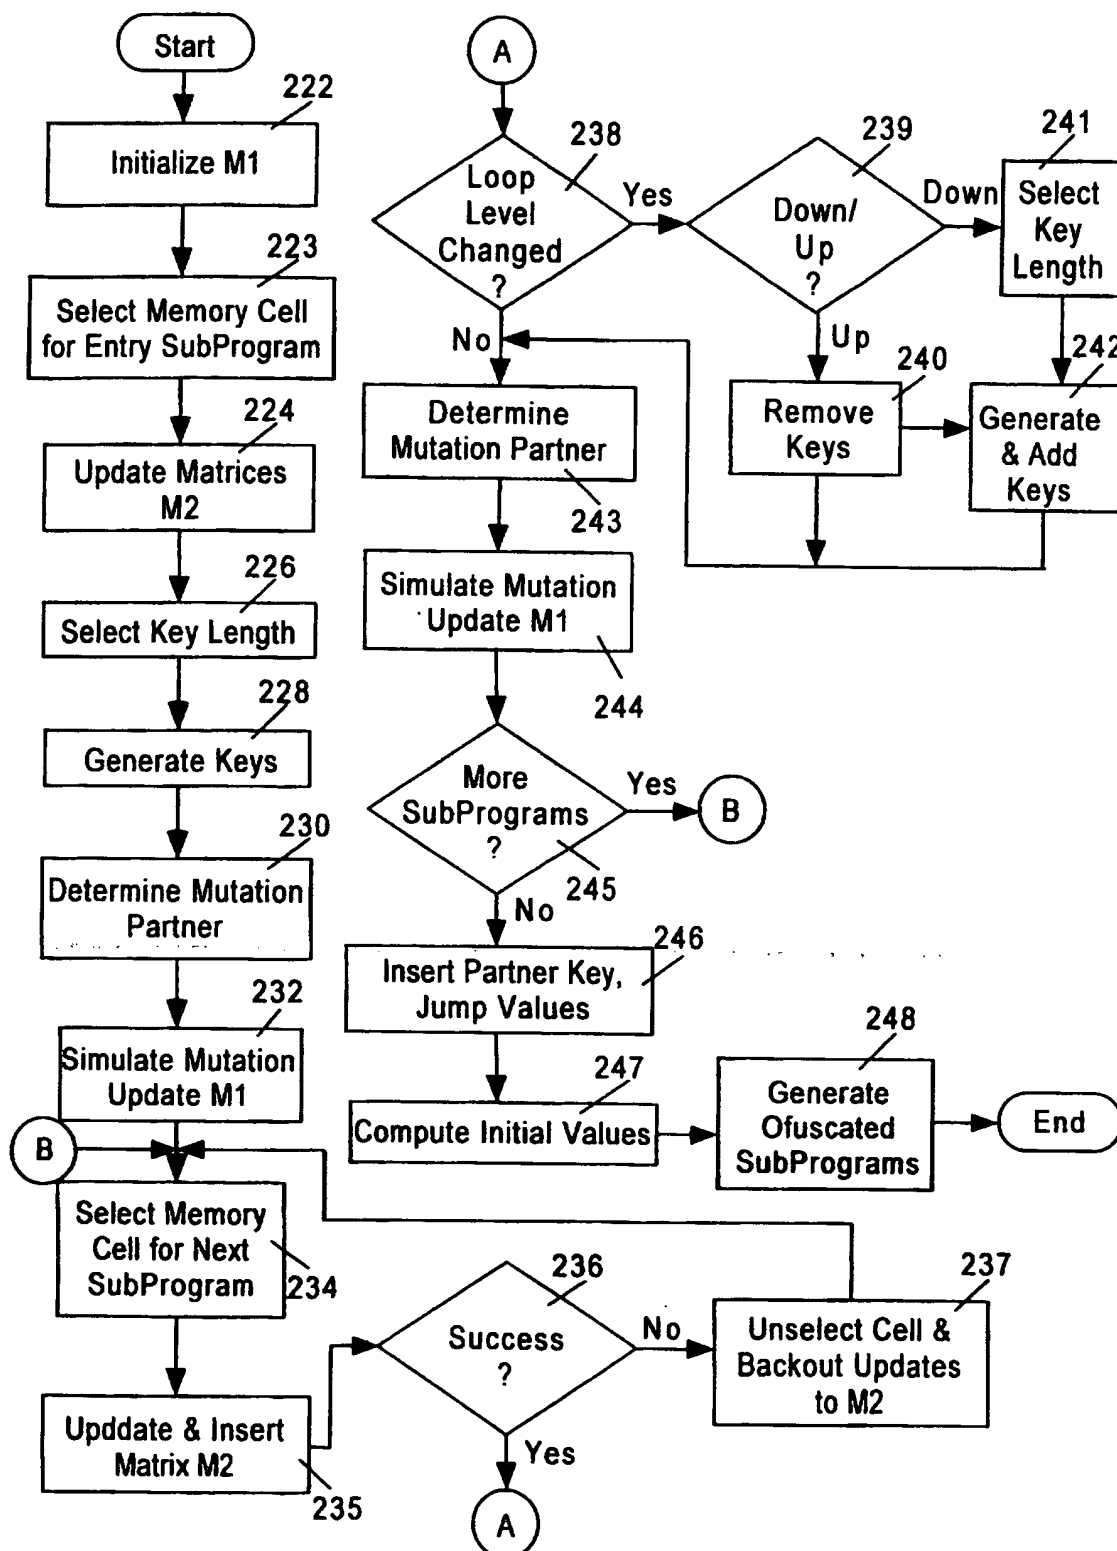 Start
222
Initialize M1
223
Select Memory Cell
for Entry SubProgram
224
Update Matrices
M2
226
Select Key Length
228
Generate Keys
230
Determine Mutation
Partner
232
Simulate Mutation
Update M1
B
Select Memory
Cell for Next
SubProgram
234
Upddate & Insert
Matrix M2
235
236
Success
?
No
Yes
A
237
Unselect Cell &
Backout Updates
to M2
A
238
Loop
Level
Changed
?
Yes
No
239
Down/
Up
?
Down
Up
241
Select
Key
Length
240
Remove
Keys
242
Generate
& Add
Keys
Determine
Mutation Partner
243
Simulate Mutation
Update M1
244
More
SubPrograms
?
Yes
B
245
No
246
Insert Partner Key,
Jump Values
247
Compute Initial Values
248
Generate
Ofuscated
SubPrograms
End